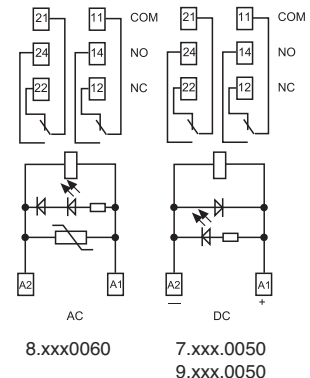 21 11 COM 21 11 COM
24 14 NO 24 14 NO
22 12 NC 22 12 NC
A2 A1 A2 A1
— +
AC DC
8.xxx0060 7.xxx.0050
9.xxx.0050